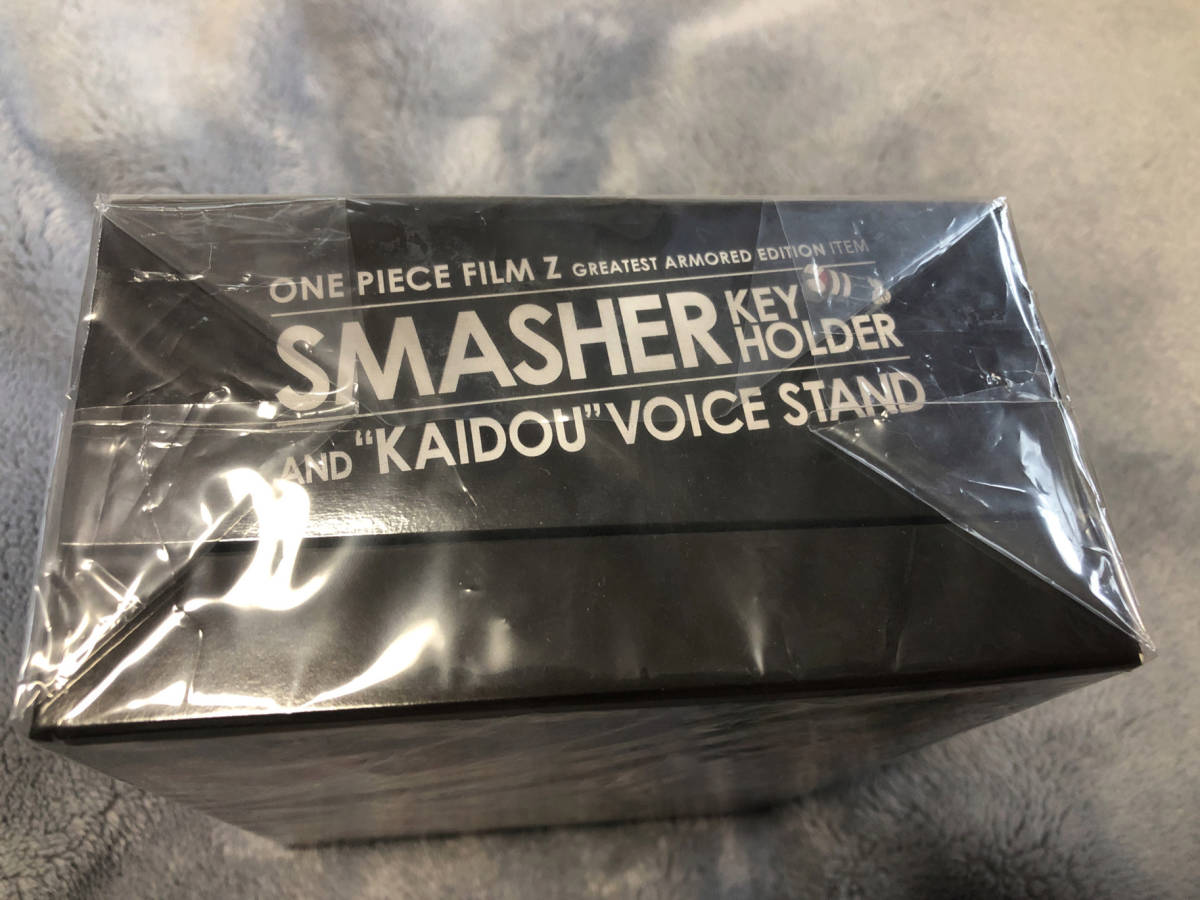 ONE PIECE FILM Z GREATEST ARMORED EDITION ITEM
SMASHER KEY HOLDER
AND "KAIDOU" VOICE STAND